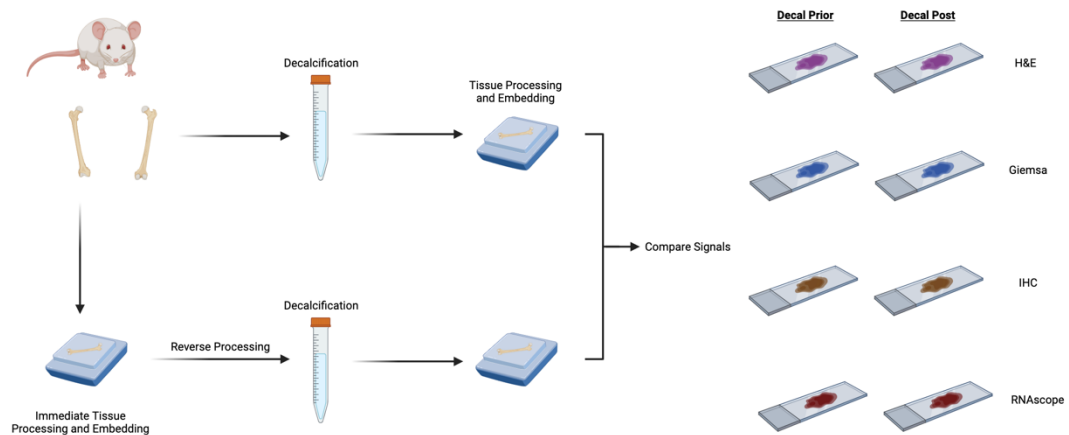 Decal Prior
Decal Post
H&E
Decalcification
Tissue Processing
and Embedding
Giemsa
Compare Signals
IHC
Decalcification
Reverse Processing
Immediate Tissue
Processing and Embedding
RNAscope